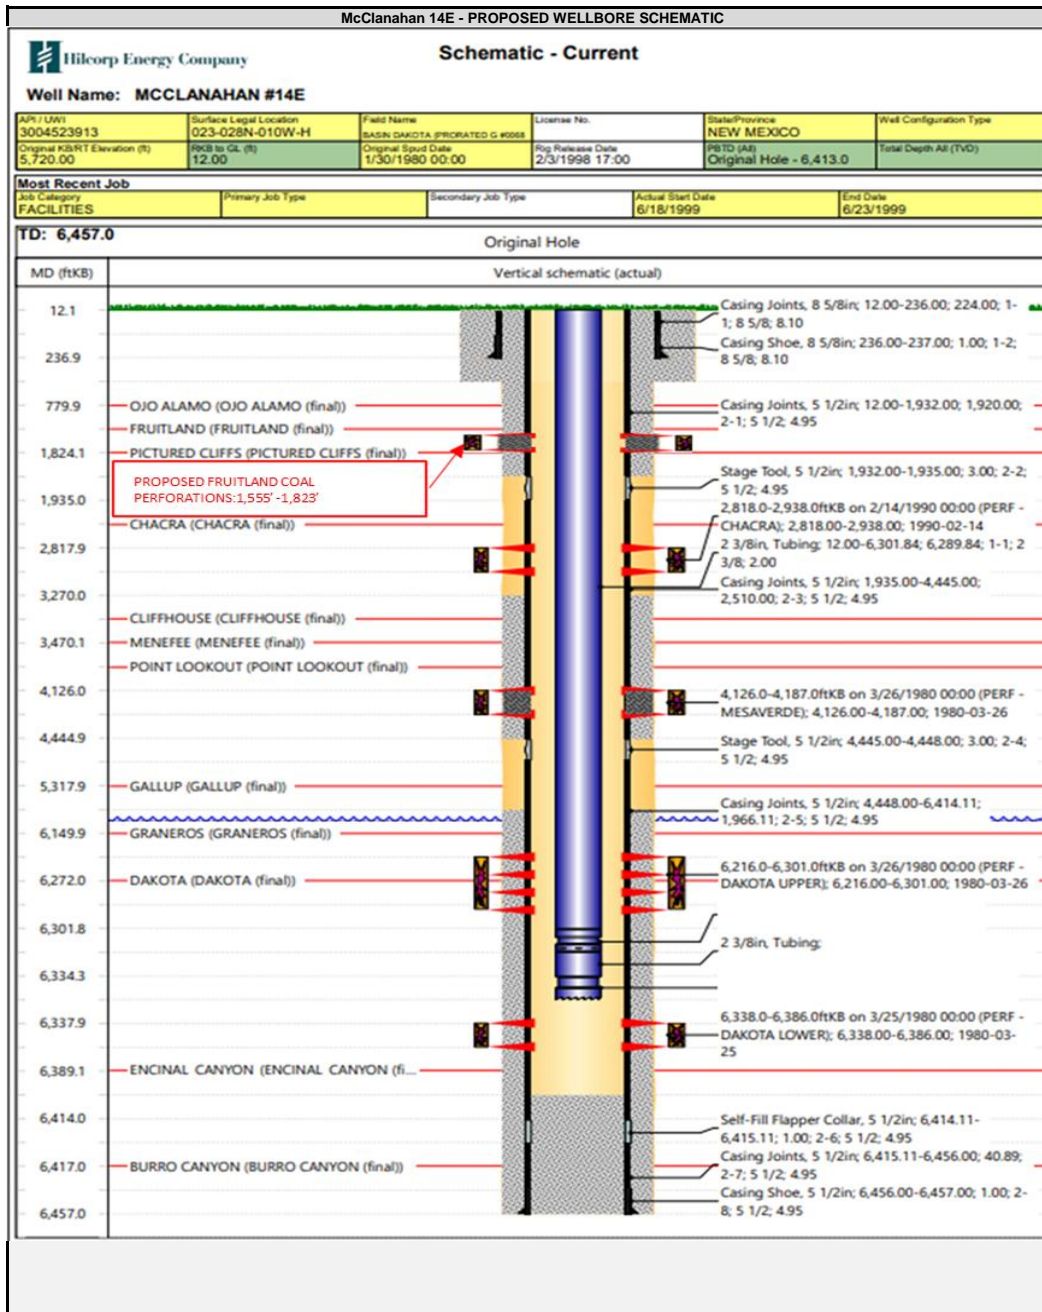 McClanahan 14E - PROPOSED WELLBORE SCHEMATIC
Hilcorp Energy Company
Schematic - Current
Well Name: MCCLANAHAN #14E
API / UWI
3004523913
Surface Legal Location
023-028N-010W-H
Field Name
BASIN DAKOTA (PRORATED G #0068
License No.
State/Province
NEW MEXICO
Well Configuration Type
Original KB/RT Elevation (ft)
5,720.00
RKB to GL (ft)
12.00
Original Spud Date
1/30/1980 00:00
Rig Release Date
2/3/1998 17:00
PBTD (All)
Original Hole - 6,413.0
Total Depth All (TVD)
Most Recent Job
Job Category
FACILITIES
Primary Job Type
Secondary Job Type
Actual Start Date
6/18/1999
End Date
6/23/1999
TD: 6,457.0
Original Hole
MD (ftKB)
Vertical schematic (actual)
12.1
236.9
779.9
1,824.1
1,935.0
2,817.9
3,270.0
3,470.1
4,126.0
4,444.9
5,317.9
6,149.9
6,272.0
6,301.8
6,334.3
6,337.9
6,389.1
6,414.0
6,417.0
6,457.0
OJO ALAMO (OJO ALAMO (final))
FRUITLAND (FRUITLAND (final))
PICTURED CLIFFS (PICTURED CLIFFS (final))
PROPOSED FRUITLAND COAL
PERFORATIONS:1,555' -1,823'
CHACRA (CHACRA (final))
CLIFFHOUSE (CLIFFHOUSE (final))
MENEFEE (MENEFEE (final))
POINT LOOKOUT (POINT LOOKOUT (final))
GALLUP (GALLUP (final))
GRANEROS (GRANEROS (final))
DAKOTA (DAKOTA (final))
ENCINAL CANYON (ENCINAL CANYON (fi...
BURRO CANYON (BURRO CANYON (final))
Casing Joints, 8 5/8in; 12.00-236.00; 224.00; 1-
1; 8 5/8; 8.10
Casing Shoe, 8 5/8in; 236.00-237.00; 1.00; 1-2;
8 5/8; 8.10
Casing Joints, 5 1/2in; 12.00-1,932.00; 1,920.00;
2-1; 5 1/2; 4.95
Stage Tool, 5 1/2in; 1,932.00-1,935.00; 3.00; 2-2;
5 1/2; 4.95
2,818.0-2,938.0ftKB on 2/14/1990 (PERF -
CHACRA); 2,818.00-2,938.00; 1990-02-14
2 3/8in, Tubing; 12.00-6,301.84; 6,289.84; 1-1; 2
3/8; 2.00
Casing Joints, 5 1/2in; 1,935.00-4,445.00;
2,510.00; 2-3; 5 1/2; 4.95
4,126.0-4,187.0ftKB on 3/26/1980 00:00 (PERF -
MESAVERDE); 4,126.00-4,187.00; 1980-03-26
Stage Tool, 5 1/2in; 4,445.00-4,448.00; 3.00; 2-4;
5 1/2; 4.95
Casing Joints, 5 1/2in; 4,448.00-6,414.11;
1,966.11; 2-5; 5 1/2; 4.95
6,216.0-6,301.0ftKB on 3/26/1980 00:00 (PERF -
DAKOTA UPPER); 6,216.00-6,301.00; 1980-03-26
2 3/8in, Tubing;
6,338.0-6,386.0ftKB on 3/25/1980 00:00 (PERF -
DAKOTA LOWER); 6,338.00-6,386.00; 1980-03-
25
Self-Fill Flapper Collar, 5 1/2in; 6,414.11-
6,415.11; 1.00; 2-6; 5 1/2; 4.95
Casing Joints, 5 1/2in; 6,415.11-6,456.00; 40.89;
2-7; 5 1/2; 4.95
Casing Shoe, 5 1/2in; 6,456.00-6,457.00; 1.00; 2-
8; 5 1/2; 4.95